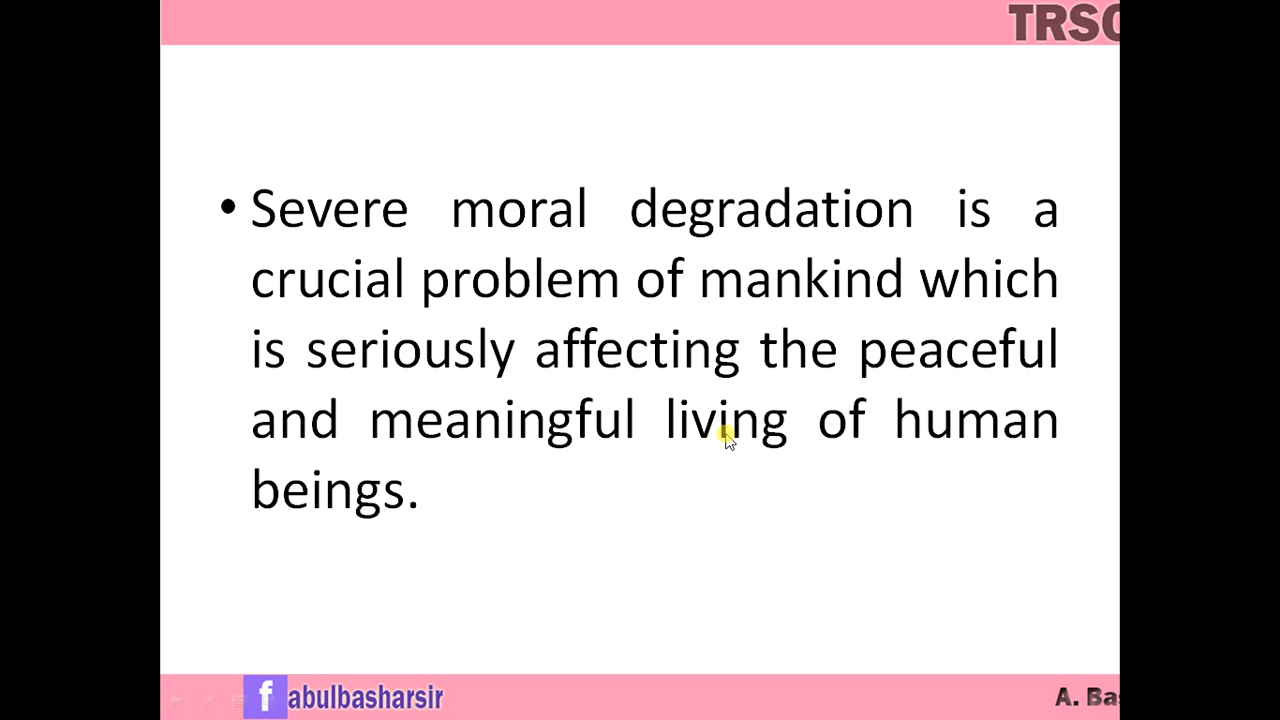 TRSC
• Severe moral degradation is a
crucial problem of mankind which
is seriously affecting the peaceful
and meaningful living of human
beings.
f abulbasharsir
A. Bas